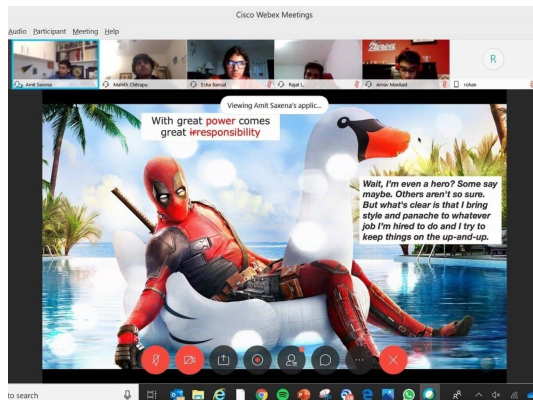 Cisco Webex Meetings
Audio Participant Meeting Help
Amit Saxena
Esha Bansal
Rajat L
Arnav Mankad
R
rohan
Viewing Amit Saxena's applic...
With great power comes
great irresponsibility
Wait, I'm even a hero? Some say
maybe. Others aren't so sure.
But what's clear is that I bring
style and panache to whatever
job I'm hired to do and I try to
keep things on the up-and-up.
to search